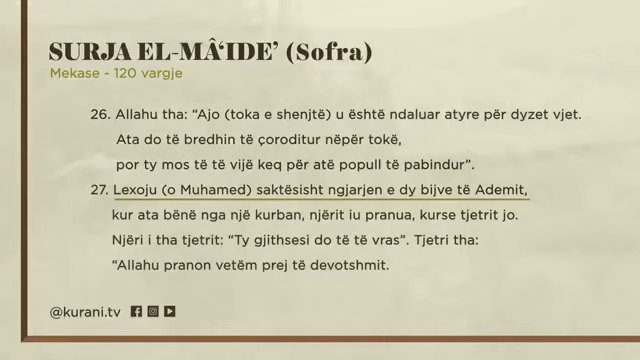 SURJA EL-MÂ‘IDE’ (Sofra)
Mekase - 120 vargje
26. Allahu tha: “Ajo (toka e shenjtë) u është ndaluar atyre për dyzet vjet.
Ata do të bredhin të çoroditur nëpër tokë,
por ty mos të të vijë keq për atë popull të pabindur”.
27. Lexoju (o Muhamed) saktësisht ngjarjen e dy bijve të Ademit,
kur ata bënë nga një kurban, njërit iu pranua, kurse tjetrit jo.
Njëri i tha tjetrit: “Ty gjithsesi do të të vras”. Tjetri tha:
“Allahu pranon vetëm prej të devotshmit.
@kurani.tv